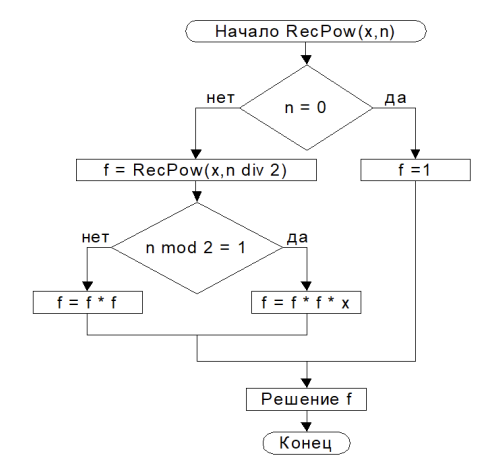 Начало RecPow(x,n)
n = 0
нет
да
f = RecPow(x,n div 2)
f =1
n mod 2 = 1
нет
да
f = f * f
f = f * f * x
Решение f
Конец